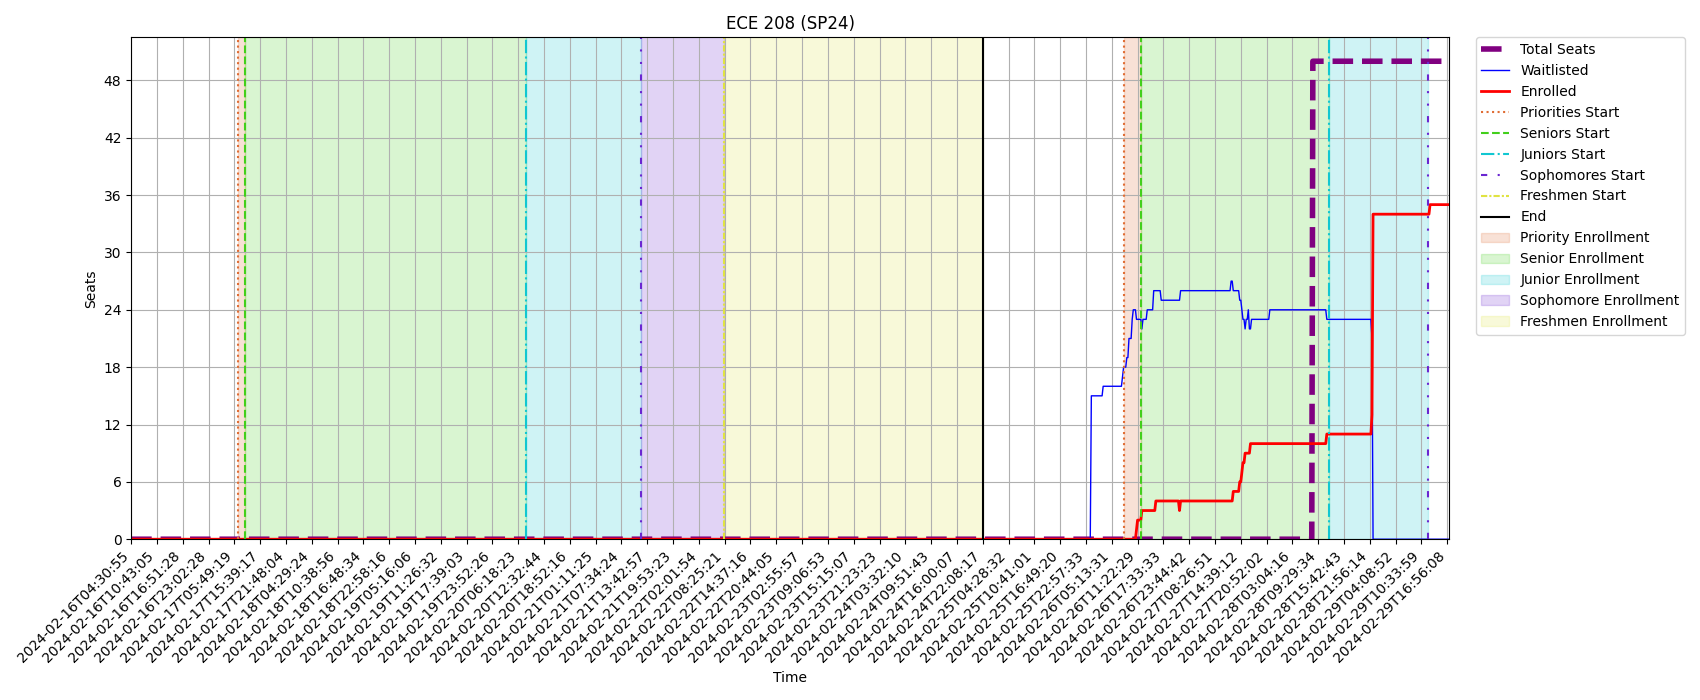 ECE 208 (SP24)
Total Seats
Waitlisted
Enrolled
Priorities Start
Seniors Start
Juniors Start
Sophomores Start
Freshmen Start
End
Priority Enrollment
Senior Enrollment
Junior Enrollment
Sophomore Enrollment
Freshmen Enrollment
Seats
48
42
36
30
24
18
12
6
0
2024-02-16T04:30:55
2024-02-16T10:43:05
2024-02-16T16:51:28
2024-02-16T23:02:28
2024-02-17T05:49:19
2024-02-17T15:39:17
2024-02-17T21:48:04
2024-02-18T04:29:24
2024-02-18T10:38:56
2024-02-18T16:48:34
2024-02-18T22:58:16
2024-02-19T05:16:06
2024-02-19T11:26:32
2024-02-19T17:39:03
2024-02-19T23:52:26
2024-02-20T06:18:23
2024-02-20T12:32:44
2024-02-20T18:52:16
2024-02-21T01:11:25
2024-02-21T07:34:24
2024-02-21T13:42:57
2024-02-21T19:53:23
2024-02-22T02:01:54
2024-02-22T08:25:21
2024-02-22T14:37:16
2024-02-22T20:44:05
2024-02-23T02:55:57
2024-02-23T09:06:53
2024-02-23T15:15:07
2024-02-23T21:23:23
2024-02-24T03:32:10
2024-02-24T09:51:43
2024-02-24T16:00:07
2024-02-24T22:08:17
2024-02-25T04:28:32
2024-02-25T10:41:01
2024-02-25T16:49:20
2024-02-25T22:57:33
2024-02-26T05:13:31
2024-02-26T11:22:29
2024-02-26T17:33:33
2024-02-26T23:44:42
2024-02-27T08:26:51
2024-02-27T14:39:12
2024-02-27T20:52:02
2024-02-28T03:04:16
2024-02-28T09:29:34
2024-02-28T15:42:43
2024-02-28T21:56:14
2024-02-29T04:08:52
2024-02-29T10:33:59
2024-02-29T16:56:08
Time